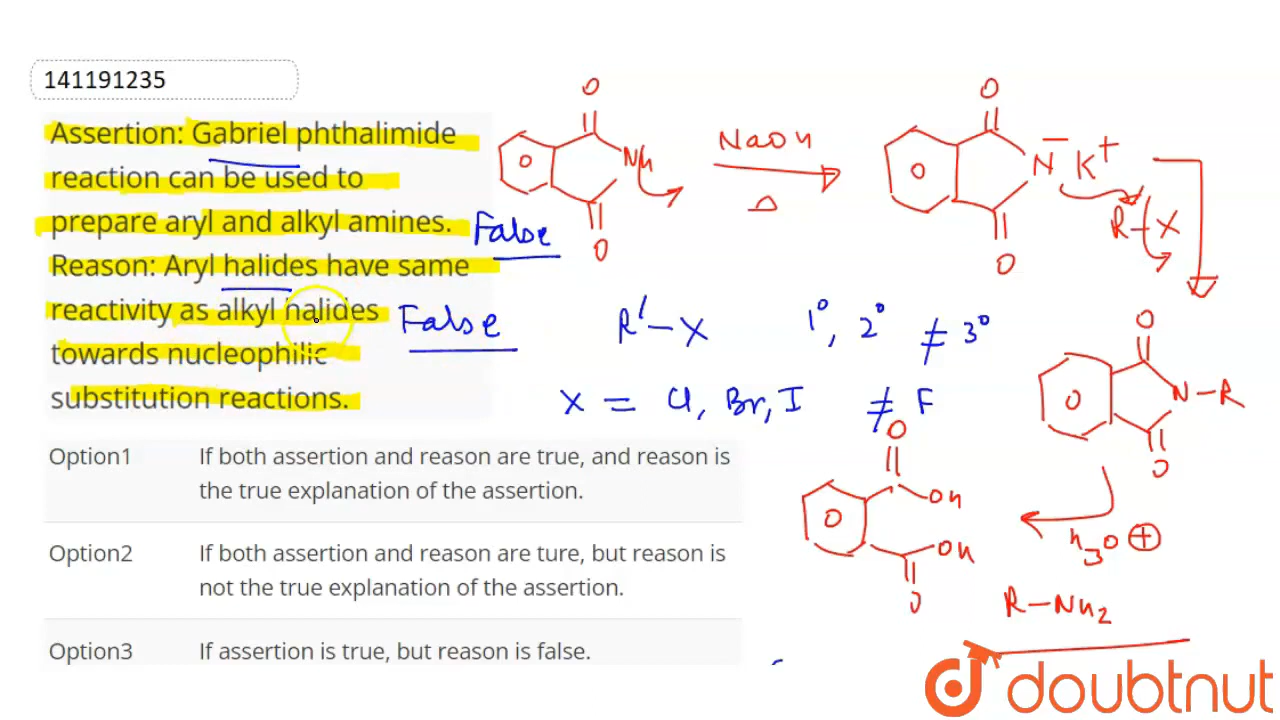 141191235
Assertion: Gabriel phthalimide
reaction can be used to
prepare aryl and alkyl amines.
False
Reason: Aryl halides have same
reactivity as alkyl halides
False
towards nucleophilic
substitution reactions.
O
O
NH
O
NaOH
Δ
O
O
N⁻ K⁺
O
R-X
R'-X 1°, 2° ≠ 3°
X = Cl, Br, I ≠ F
O
O
N-R
O
H₃O⊕
O
OH
O
OH
O
R-NH₂
Option1 If both assertion and reason are true, and reason is
the true explanation of the assertion.
Option2 If both assertion and reason are ture, but reason is
not the true explanation of the assertion.
Option3 If assertion is true, but reason is false.
doubtnut